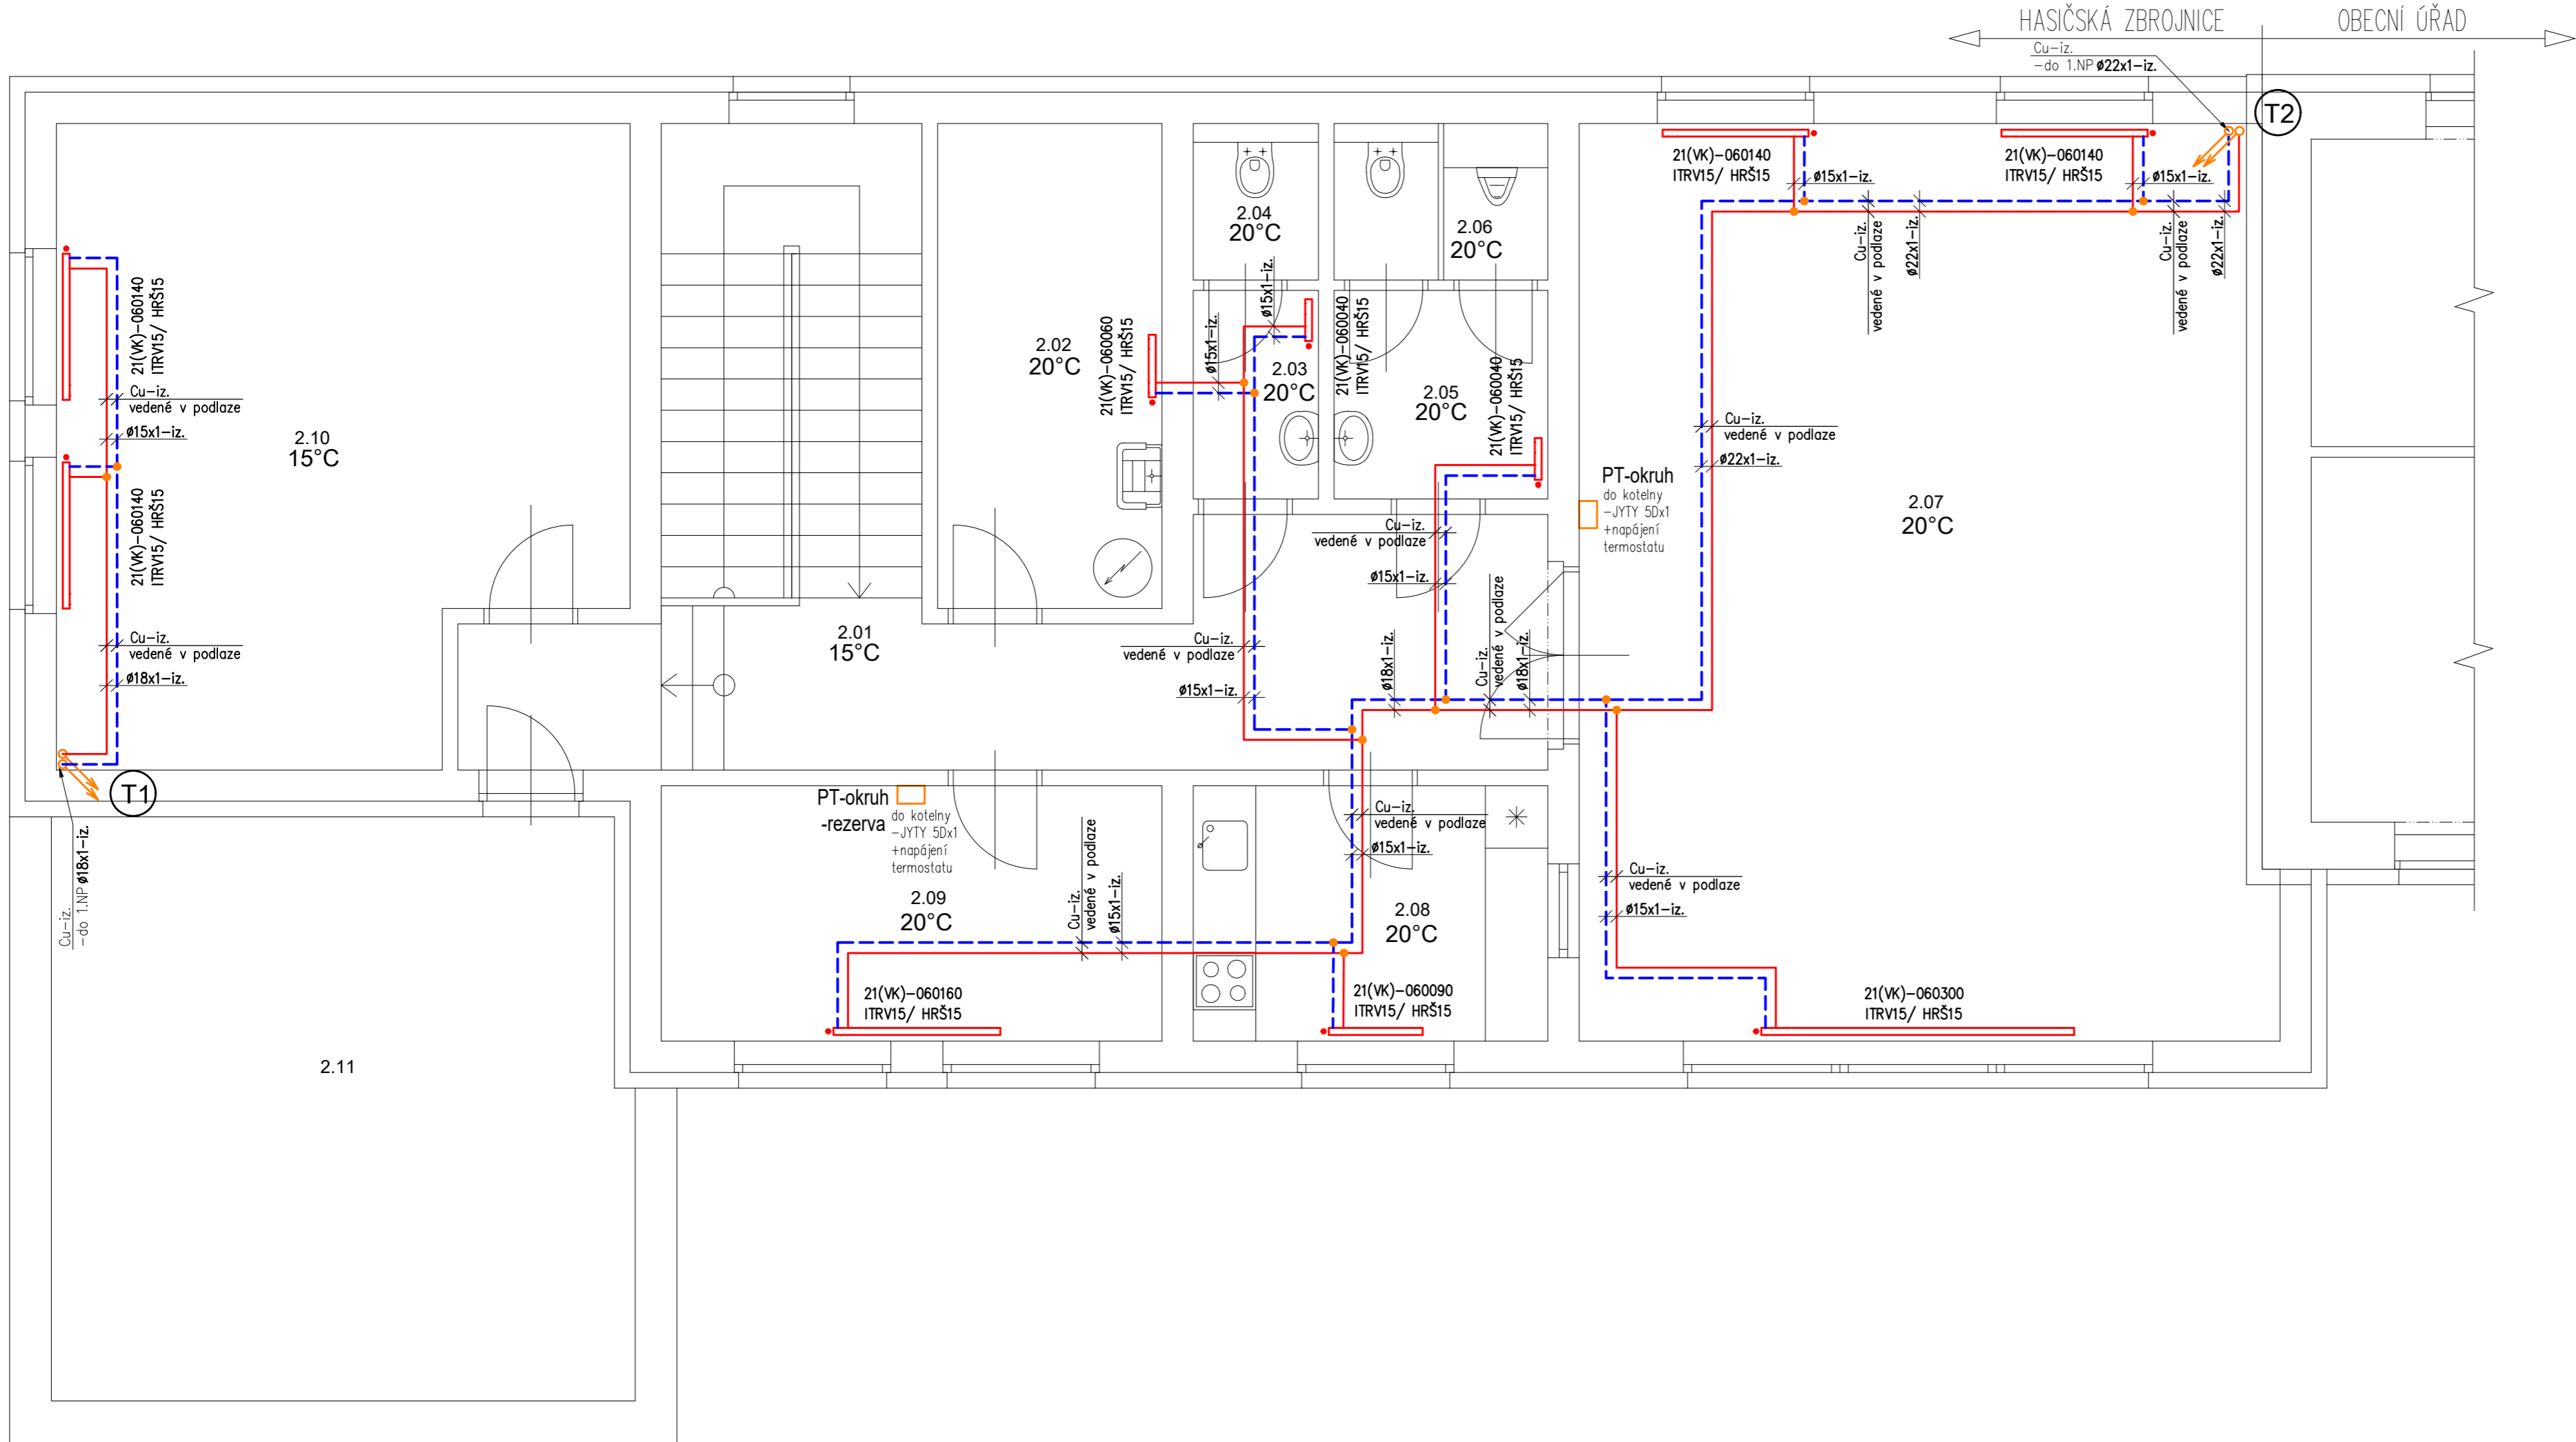 HASIČSKÁ ZBROJNICE
OBECNÍ ÚŘAD
Cu-iz.
-do 1.NP ø22x1-iz.
T2
21(VK)-060140
ITRV15/ HRŠ15
ø15x1-iz.
21(VK)-060140
ITRV15/ HRŠ15
ø15x1-iz.
Cu-iz.
vedené v podlaze
ø22x1-iz.
Cu-iz.
vedené v podlaze
ø22x1-iz.
2.04
20°C
2.06
20°C
21(VK)-060140
ITRV15/ HRŠ15
Cu-iz.
vedené v podlaze
ø15x1-iz.
2.10
15°C
21(VK)-060140
ITRV15/ HRŠ15
Cu-iz.
vedené v podlaze
ø18x1-iz.
T1
Cu-iz.
-do 1.NP ø18x1-iz.
2.02
20°C
21(VK)-060060
ITRV15/ HRŠ15
ø15x1-iz.
ø15x1-iz.
2.03
20°C
21(VK)-060040
ITRV15/ HRŠ15
2.05
20°C
21(VK)-060040
ITRV15/ HRŠ15
Cu-iz.
vedené v podlaze
ø15x1-iz.
Cu-iz.
vedené v podlaze
ø22x1-iz.
PT-okruh
do kotelny
-JYTY 5Dx1
+napájení
termostatu
2.07
20°C
2.01
15°C
Cu-iz.
vedené v podlaze
ø15x1-iz.
ø18x1-iz.
Cu-iz.
vedené v podlaze
ø18x1-iz.
PT-okruh
-rezerva
do kotelny
-JYTY 5Dx1
+napájení
termostatu
2.09
20°C
Cu-iz.
vedené v podlaze
ø15x1-iz.
Cu-iz.
vedené v podlaze
ø15x1-iz.
2.08
20°C
Cu-iz.
vedené v podlaze
ø15x1-iz.
21(VK)-060160
ITRV15/ HRŠ15
21(VK)-060090
ITRV15/ HRŠ15
21(VK)-060300
ITRV15/ HRŠ15
2.11